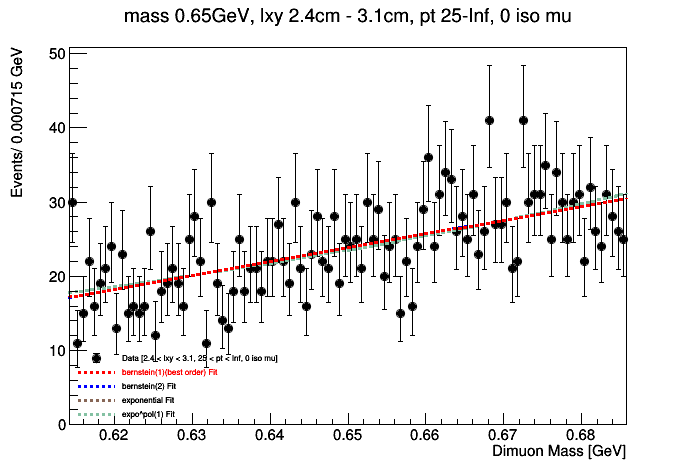 mass 0.65GeV, lxy 2.4cm - 3.1cm, pt 25-Inf, 0 iso mu
Events/ 0.000715 GeV
50
40
30
20
10
0
Data [2.4 < lxy < 3.1, 25 < pt < Inf, 0 iso mu]
bernstein(1)(best order) Fit
bernstein(2) Fit
exponential Fit
expo*pol(1) Fit
0.62 0.63 0.64 0.65 0.66 0.67 0.68
Dimuon Mass [GeV]